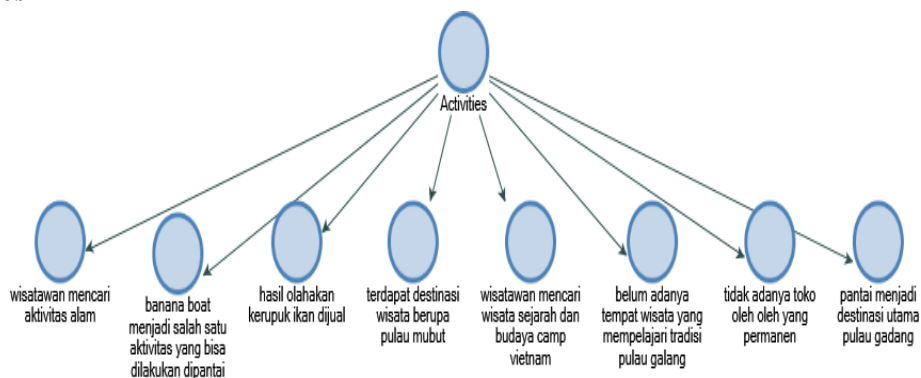 Activities
wisatawan mencari
aktivitas alam
banana boat
menjadi salah satu
aktivitas yang bisa
dilakukan dipantai
hasil olahakan
kerupuk ikan dijual
terdapat destinasi
wisata berupa
pulau mubut
wisatawan mencari
wisata sejarah dan
budaya camp
vietnam
belum adanya
tempat wisata yang
mempelajari tradisi
pulau galang
tidak adanya toko
oleh oleh yang
permanen
pantai menjadi
destinasi utama
pulau gadang